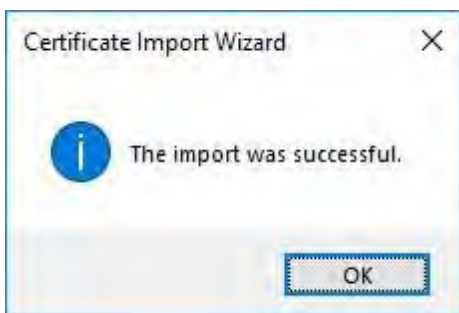 Certificate Import Wizard
The import was successful.
OK